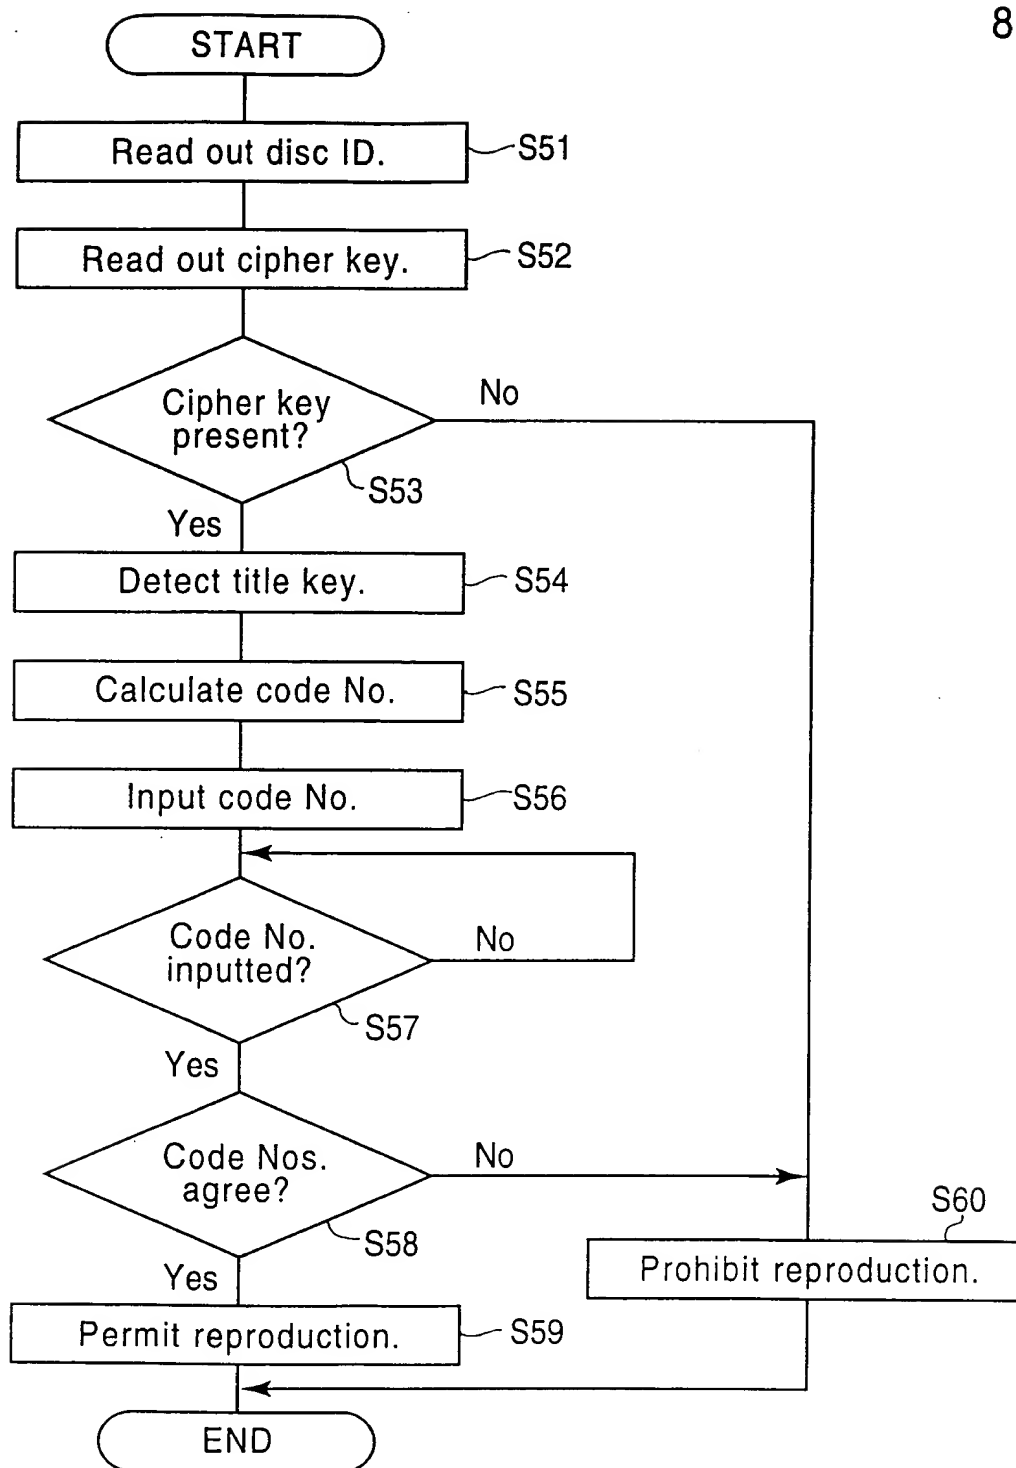 8
START
Read out disc ID.
S51
Read out cipher key.
S52
Cipher key
present?
No
S53
Yes
Detect title key.
S54
Calculate code No.
S55
Input code No.
S56
Code No.
inputted?
No
S57
Yes
Code Nos.
agree?
No
S58
S60
Yes
Prohibit reproduction.
Permit reproduction.
S59
END